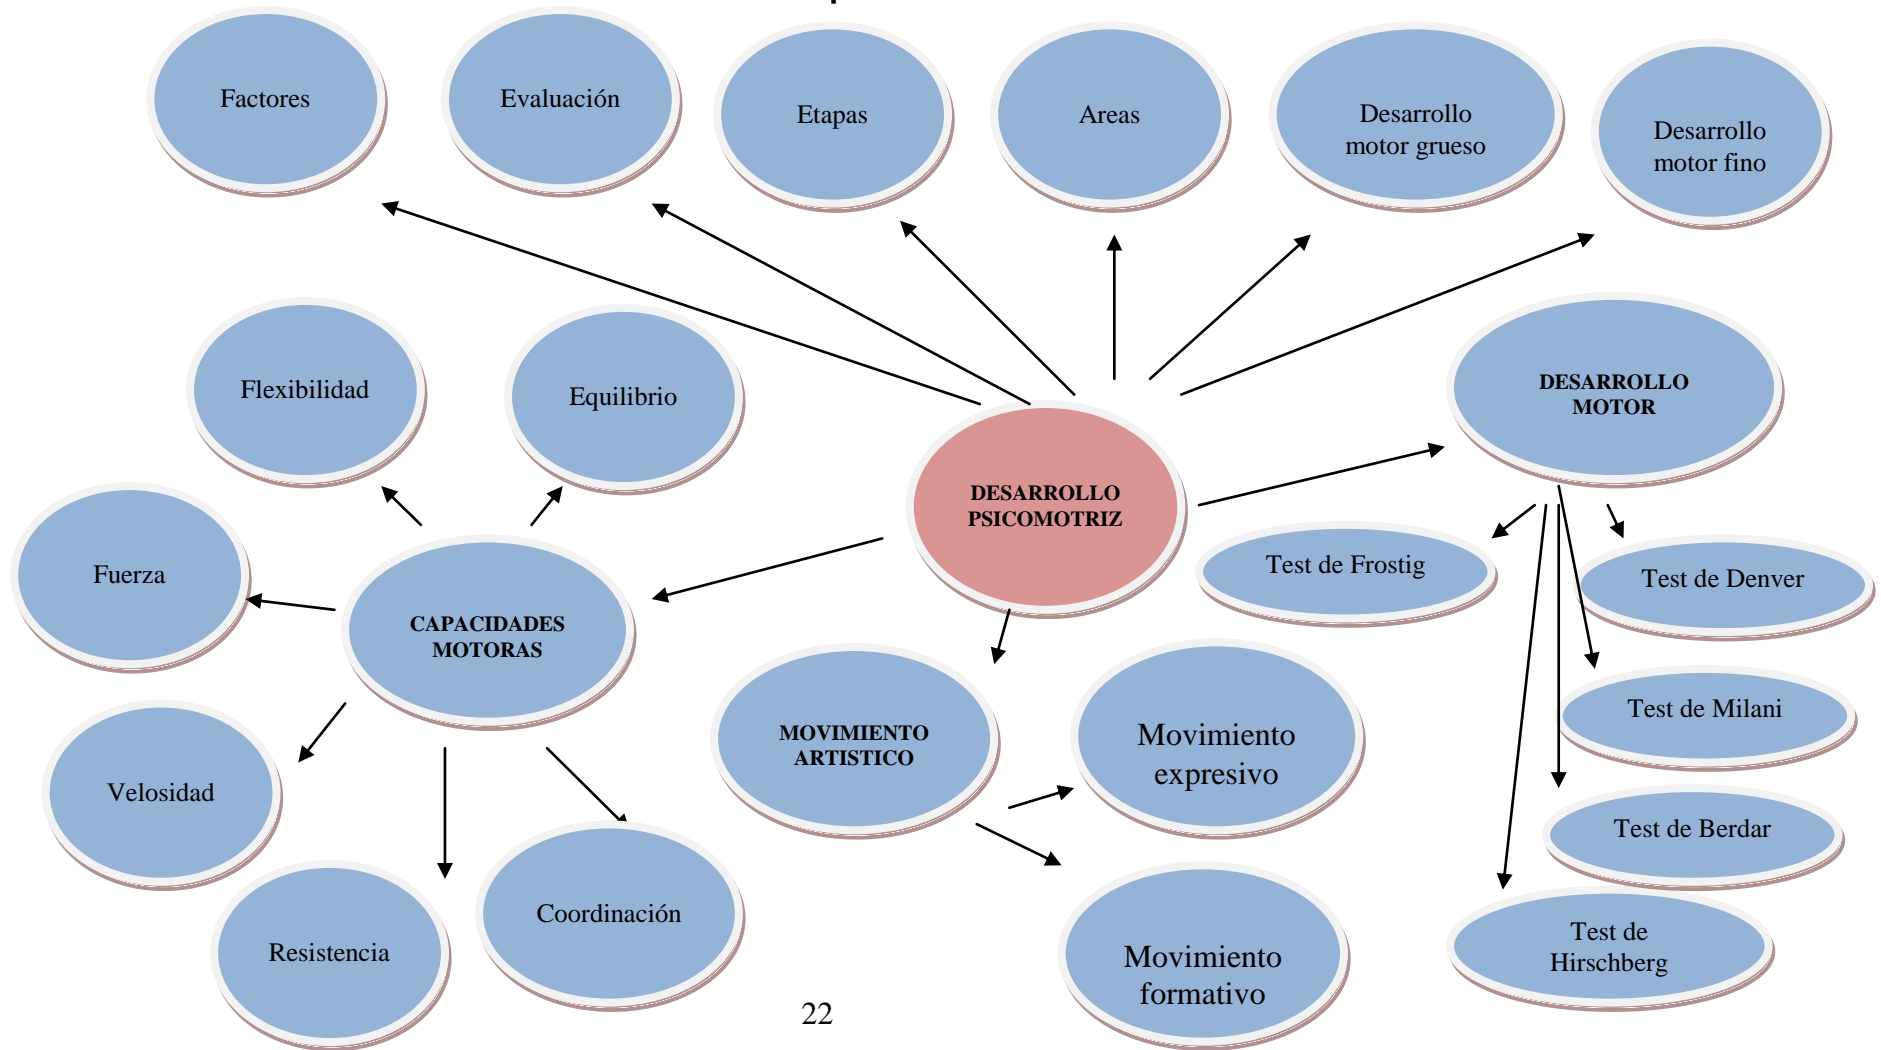 Factores
Evaluación
Etapas
Areas
Desarrollo
motor grueso
Desarrollo
motor fino
Flexibilidad
Equilibrio
DESARROLLO
MOTOR
DESARROLLO
PSICOMOTRIZ
Fuerza
Test de Frostig
Test de Denver
CAPACIDADES
MOTORAS
Test de Milani
MOVIMIENTO
ARTISTICO
Movimiento
expresivo
Velosidad
Test de Berdar
Coordinación
Resistencia
Test de
Hirschberg
Movimiento
formativo
22